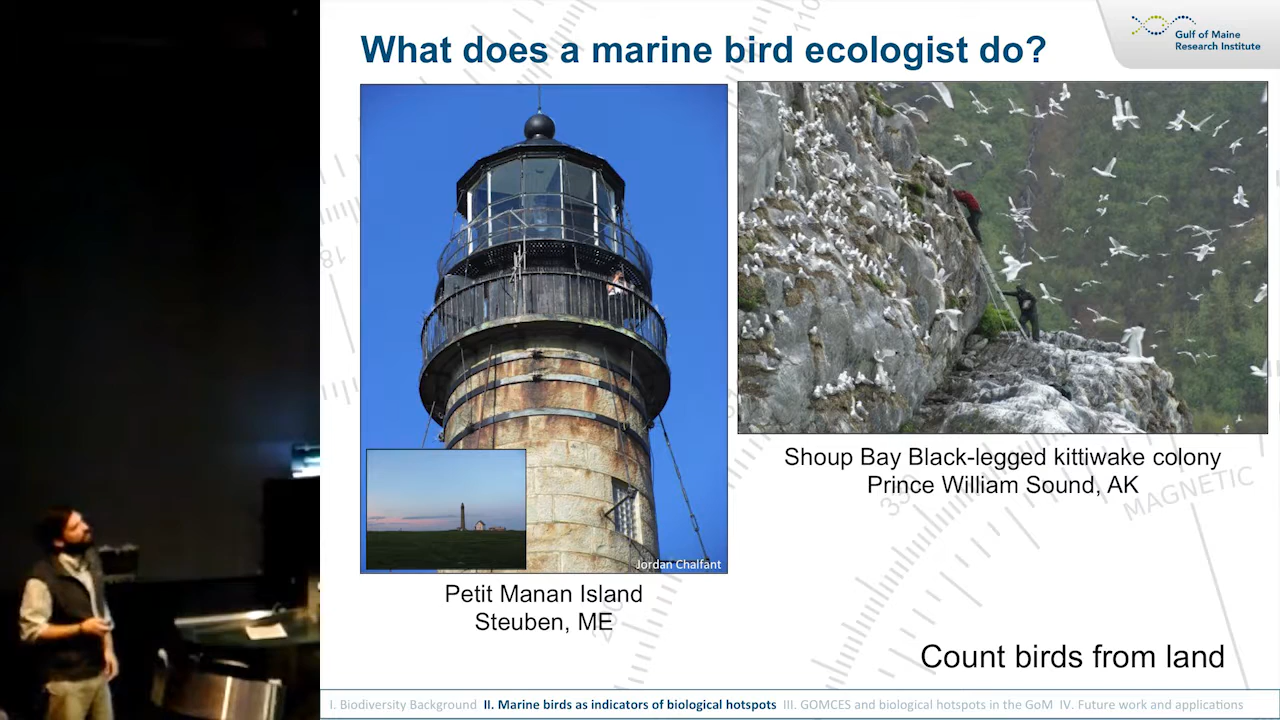 What does a marine bird ecologist do?
Gulf of Maine
Research Institute
Jordan Chalfant
Petit Manan Island
Steuben, ME
Shoup Bay Black-legged kittiwake colony
Prince William Sound, AK
MAGNETIC
Count birds from land
I. Biodiversity Background II. Marine birds as indicators of biological hotspots III. GOMCES and biological hotspots in the GoM IV. Future work and applications